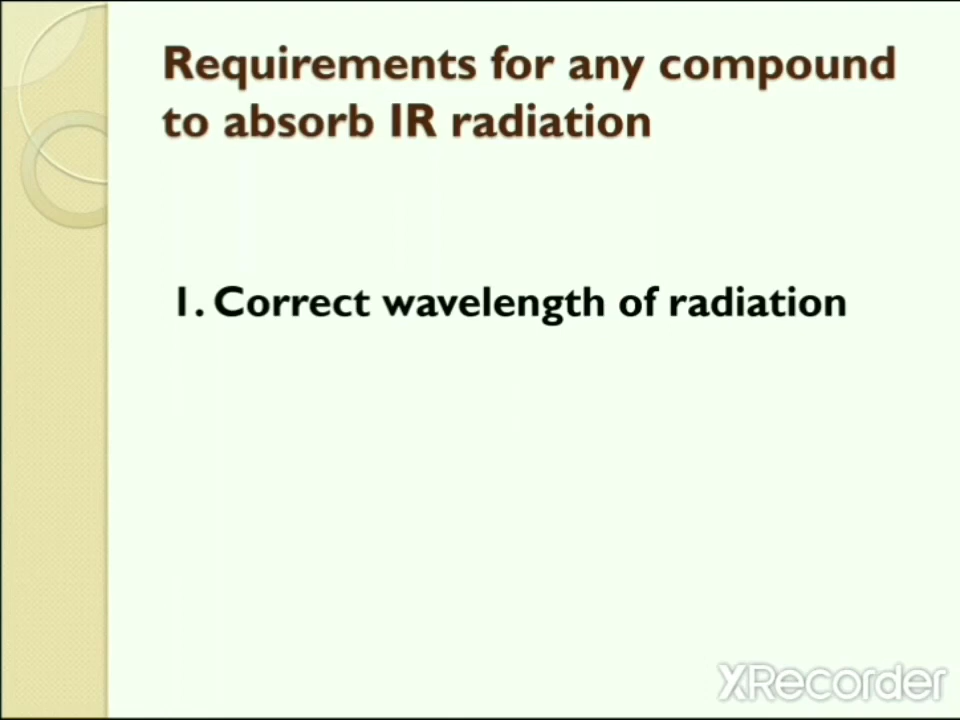 Requirements for any compound
to absorb IR radiation
1. Correct wavelength of radiation
XRecorder